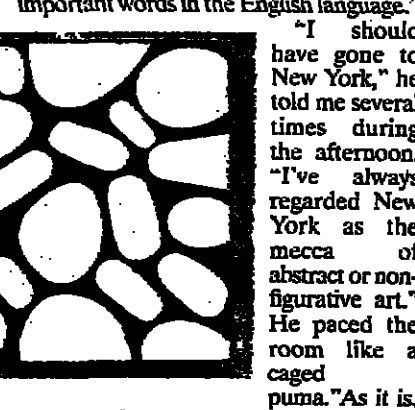 important words in the English language."
"I should
have gone to
New York," he
told me several
times during
the afternoon.
"I've always
regarded New
York as the
mecca of
abstract or non-
figurative art."
He paced the
room like a
caged
puma."As it is,